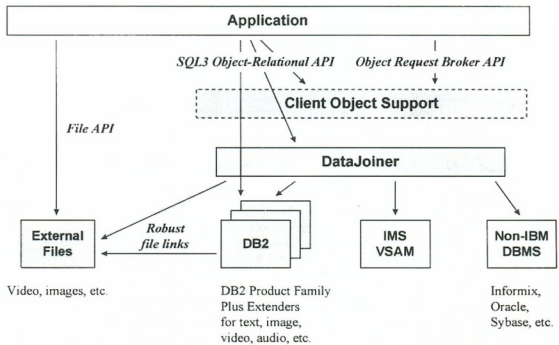 Application
SQL3 Object-Relational API
Object Request Broker API
Client Object Support
File API
DataJoiner
External
Files
Robust
file links
DB2
IMS
VSAM
Non-IBM
DBMS
Video, images, etc.
DB2 Product Family
Plus Extenders
for text, image,
video, audio, etc.
Informix,
Oracle,
Sybase, etc.